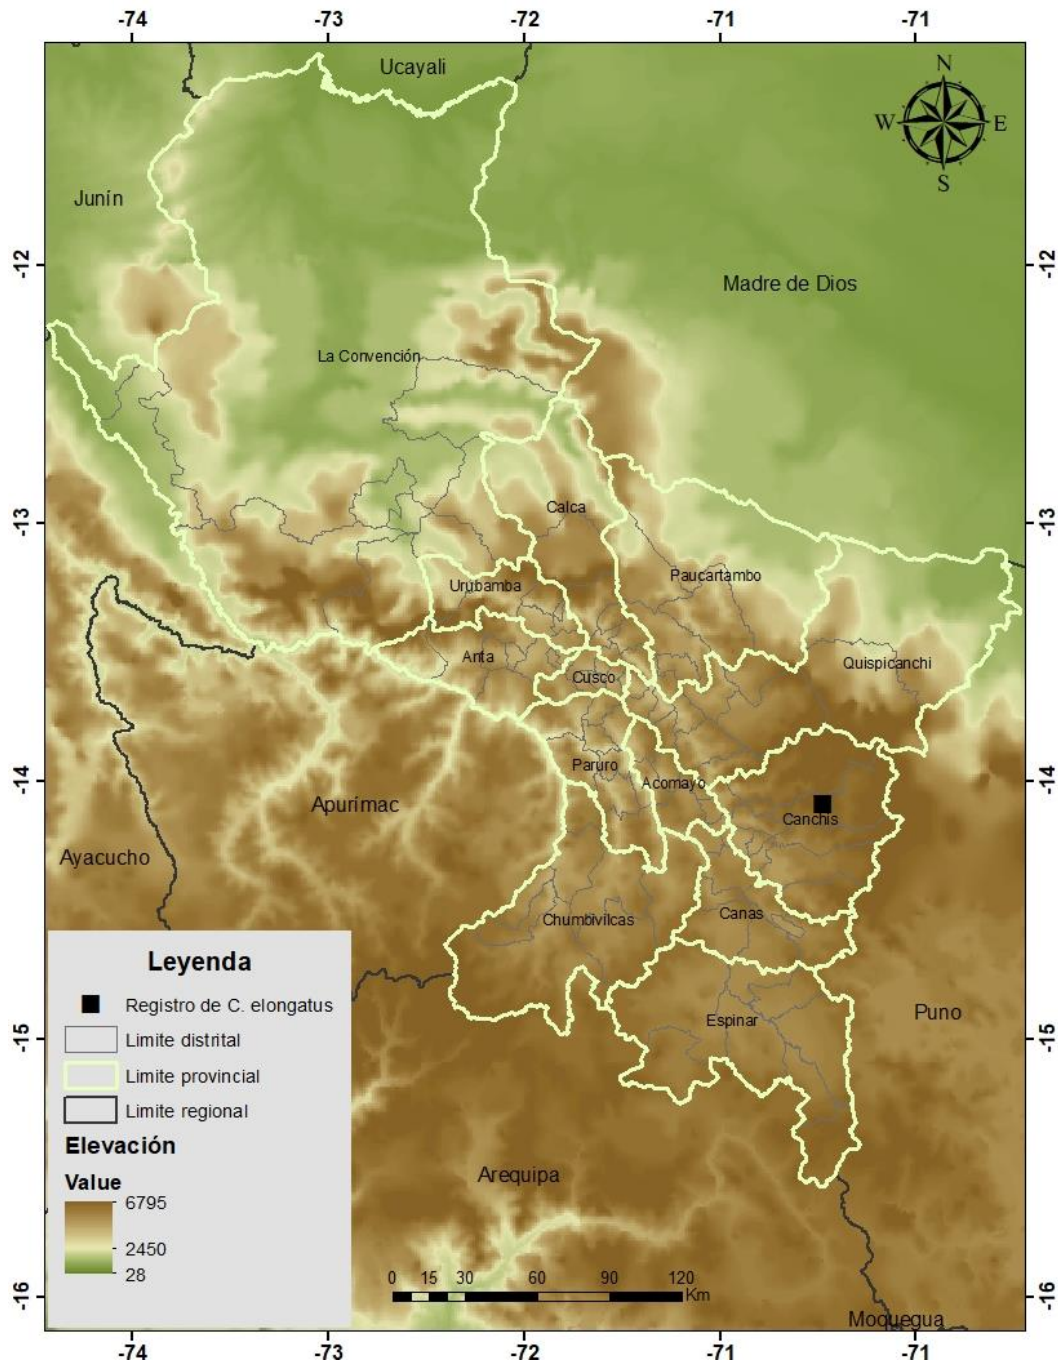 -74 -73 -72 -71 -71
Ucayali
N
W E
S
Junín
-12 -12
Madre de Dios
La Convención
Calca
-13 -13
Paucartambo
Urubamba
Anta
Quispicanchi
Cusco
Paruro
-14 -14
Acomayo
Apurímac
Canchis
Ayacucho
Chumbivilcas
Canas
Leyenda
Registro de C. elongatus
Limite distrital
Limite provincial
Limite regional
Puno
Espinar
-15 -15
Elevación
Value
6795
2450
28
Arequipa
0 15 30 60 90 120
Km
-16 -16
Moquegua
-74 -73 -72 -71 -71